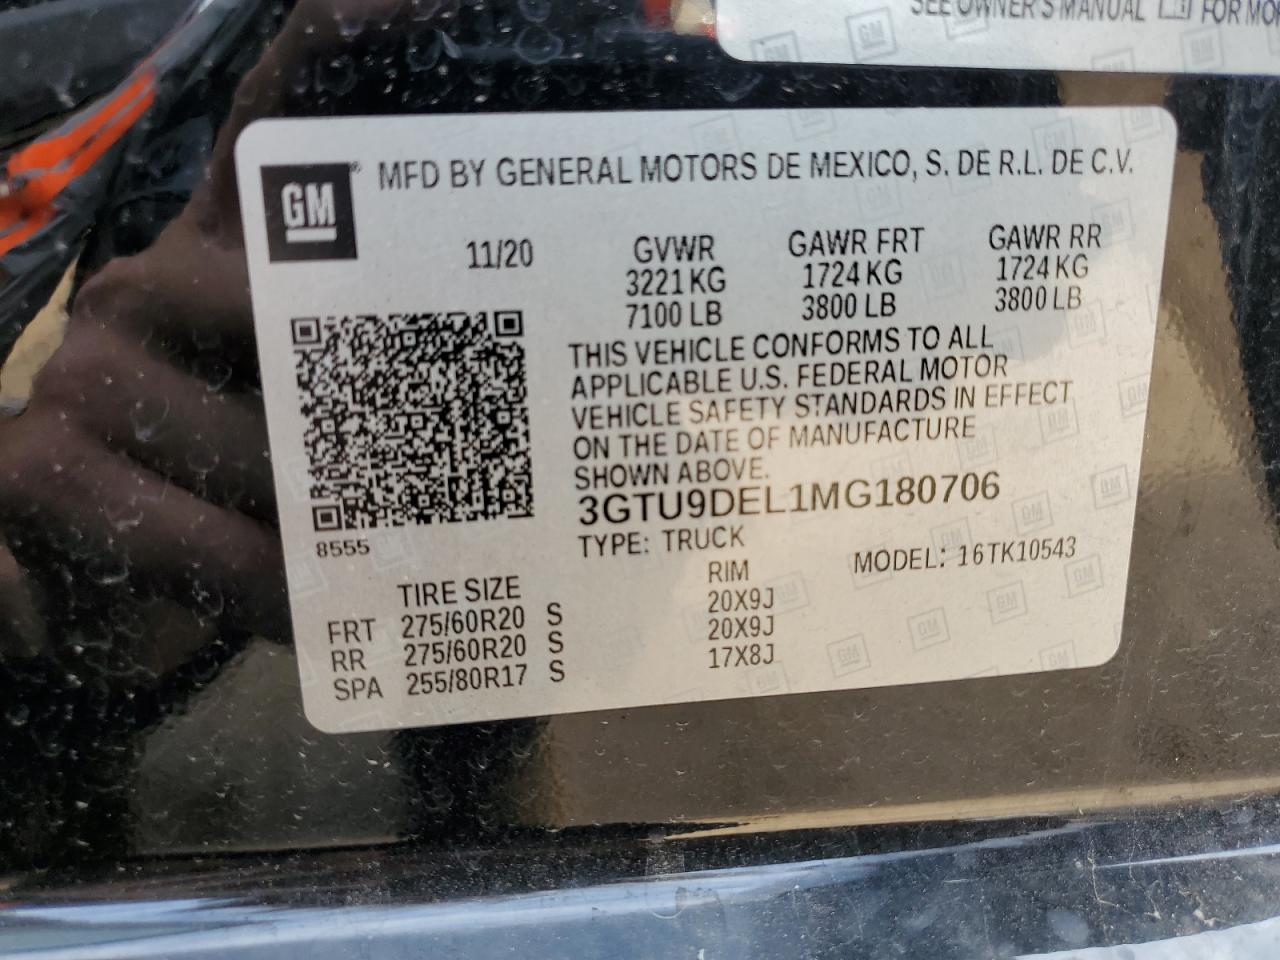 SEE OWNER'S MANUAL FOR MO
GM
MFD BY GENERAL MOTORS DE MEXICO, S. DE R.L. DE C.V.
11/20 GVWR GAWR FRT GAWR RR
3221 KG 1724 KG 1724 KG
7100 LB 3800 LB 3800 LB
THIS VEHICLE CONFORMS TO ALL
APPLICABLE U.S. FEDERAL MOTOR
VEHICLE SAFETY STANDARDS IN EFFECT
ON THE DATE OF MANUFACTURE
SHOWN ABOVE.
3GTU9DEL1MG180706
8555
TYPE: TRUCK MODEL: 16TK10543
TIRE SIZE RIM
FRT 275/60R20 S 20X9J
RR 275/60R20 S 20X9J
SPA 255/80R17 S 17X8J